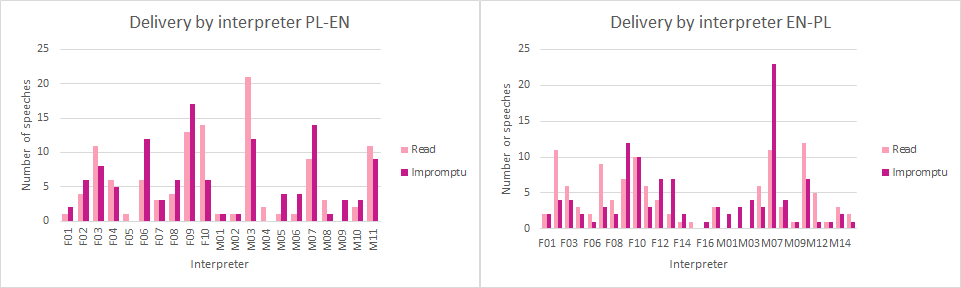 Delivery by interpreter PL-EN
Number of speeches
25
20
15
10
5
0
F01 F02 F03 F04 F05 F06 F07 F08 F09 F10 M01 M02 M03 M04 M05 M06 M07 M08 M09 M10 M11
Interpreter
Read
Impromptu
Delivery by interpreter EN-PL
Number or speeches
25
20
15
10
5
0
F01 F03 F06 F08 F10 F12 F14 F16 M01 M03 M07 M09 M12 M14
Interpreter
Read
Impromptu